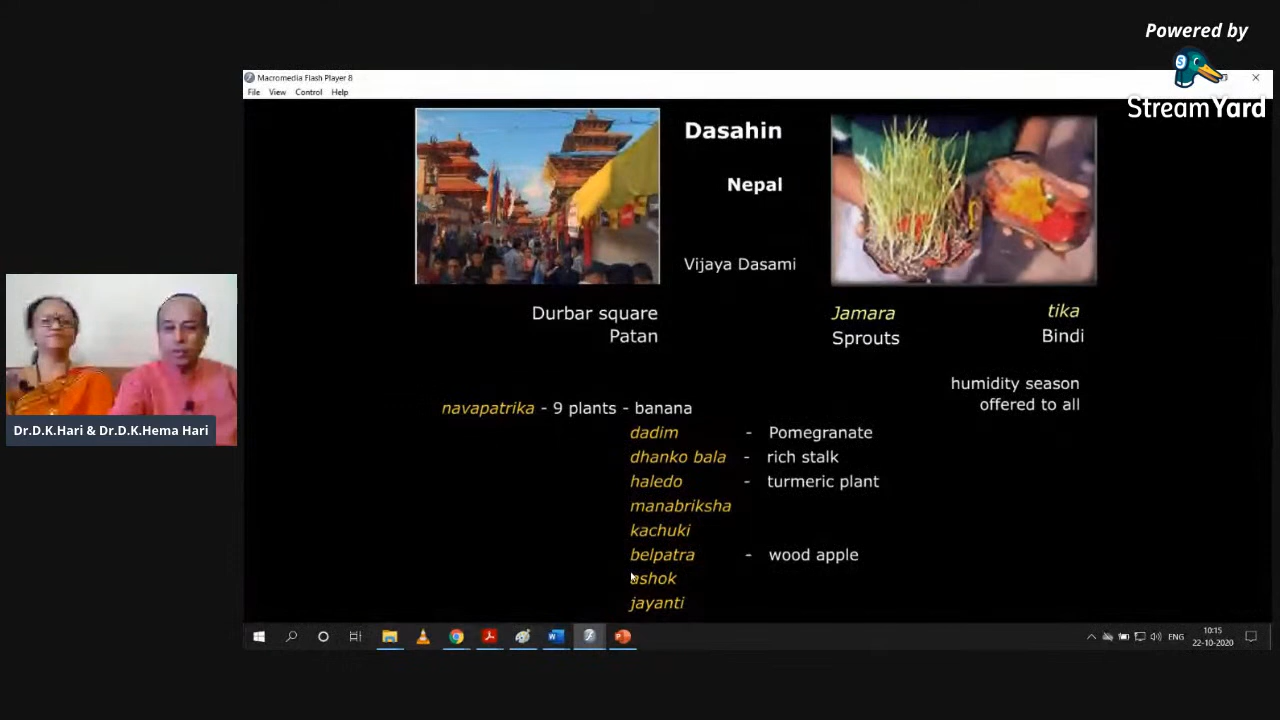 Powered by
StreamYard
Macromedia Flash Player 8
File View Control Help
Dasahin
Nepal
Vijaya Dasami
Durbar square
Patan
Jamara
Sprouts
tika
Bindi
humidity season
offered to all
navapatrika - 9 plants - banana
dadim - Pomegranate
dhanko bala - rich stalk
haledo - turmeric plant
manabriksha
kachuki
belpatra - wood apple
ashok
jayanti
Dr.D.K.Hari & Dr.D.K.Hema Hari
ENG
10:15
22-10-2020